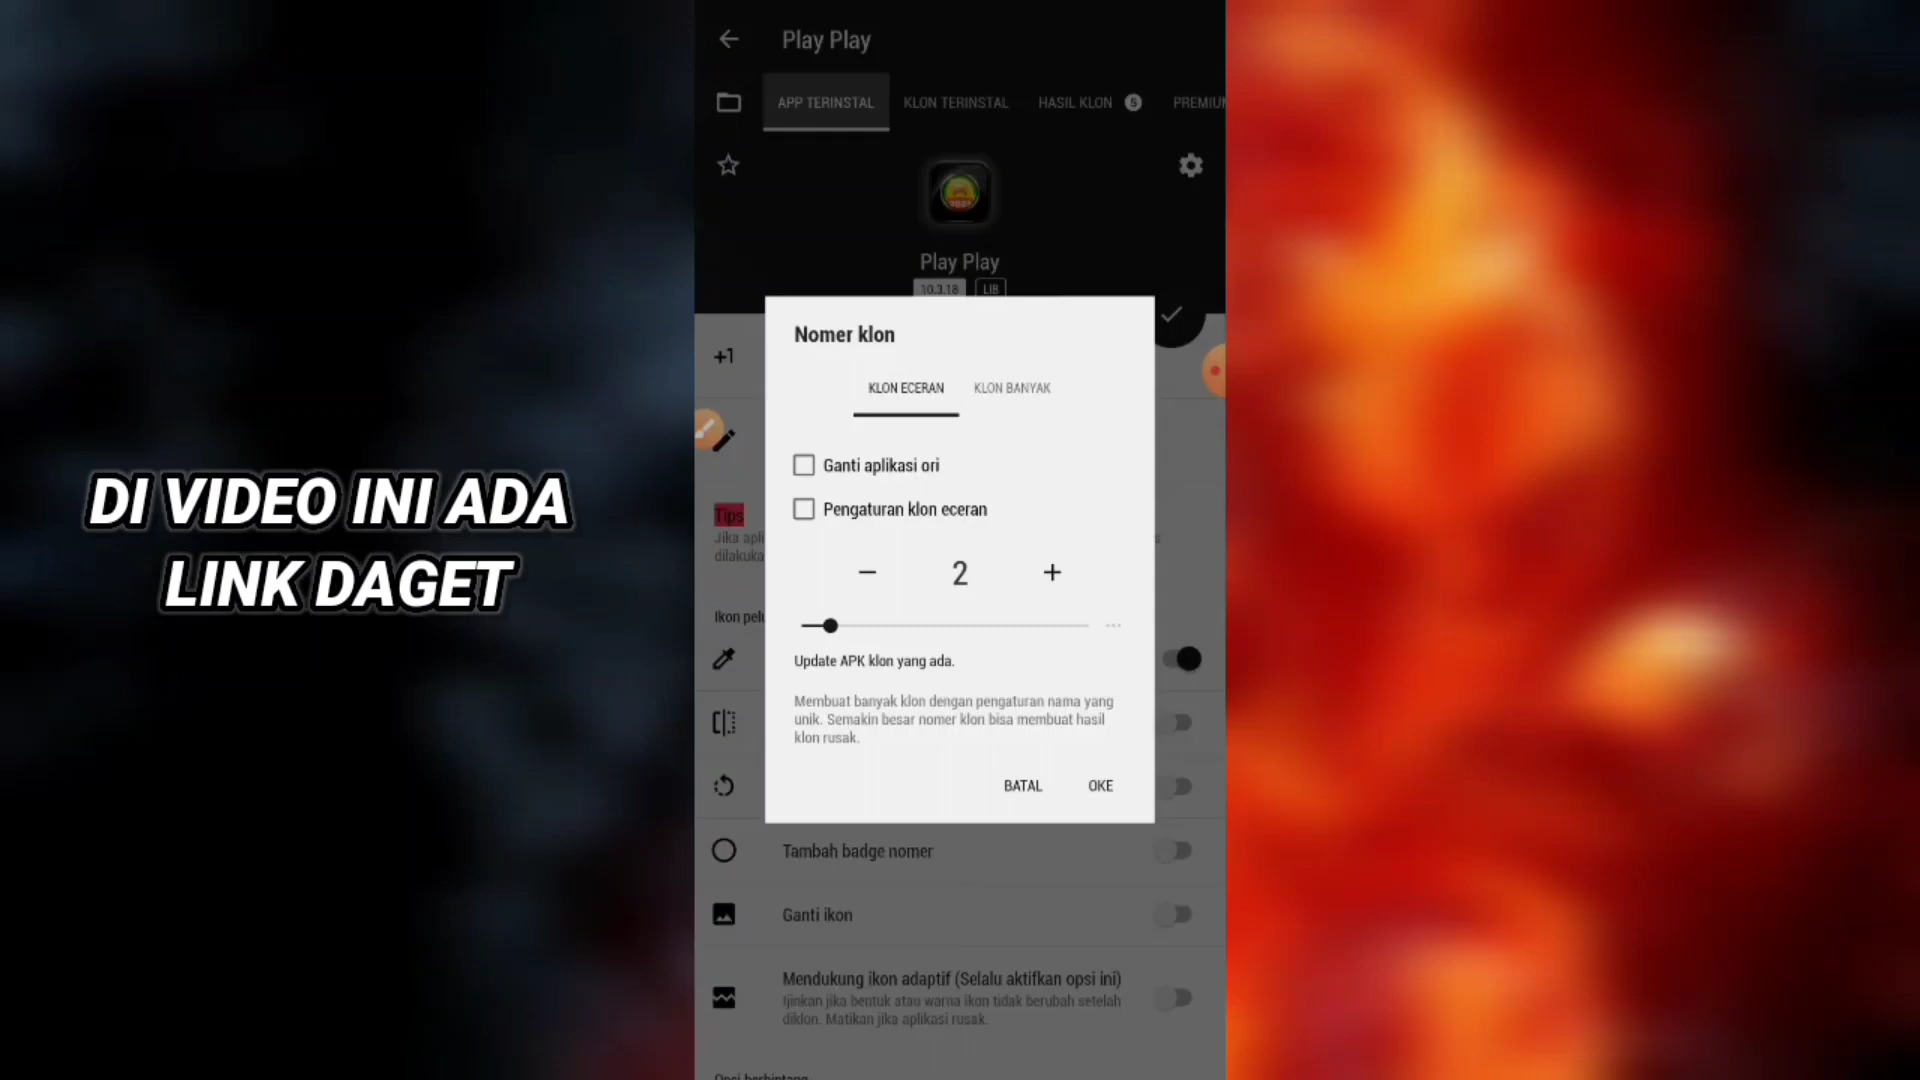 Play Play
APP TERINSTAL
KLON TERINSTAL
HASIL KLON 5
PREMIUM
Play Play
10.3.18 LIB
Nomer klon
+1
KLON ECERAN
KLON BANYAK
Ganti aplikasi ori
DI VIDEO INI ADA
LINK DAGET
Pengaturan klon eceran
Tips
Jika apli
dilakuka
− 2 +
Ikon pelu
Update APK klon yang ada.
Membuat banyak klon dengan pengaturan nama yang
unik. Semakin besar nomer klon bisa membuat hasil
klon rusak.
BATAL
OKE
Tambah badge nomer
Ganti ikon
Mendukung ikon adaptif (Selalu aktifkan opsi ini)
Ijinkan jika bentuk atau warna ikon tidak berubah setelah
diklon. Matikan jika aplikasi rusak.